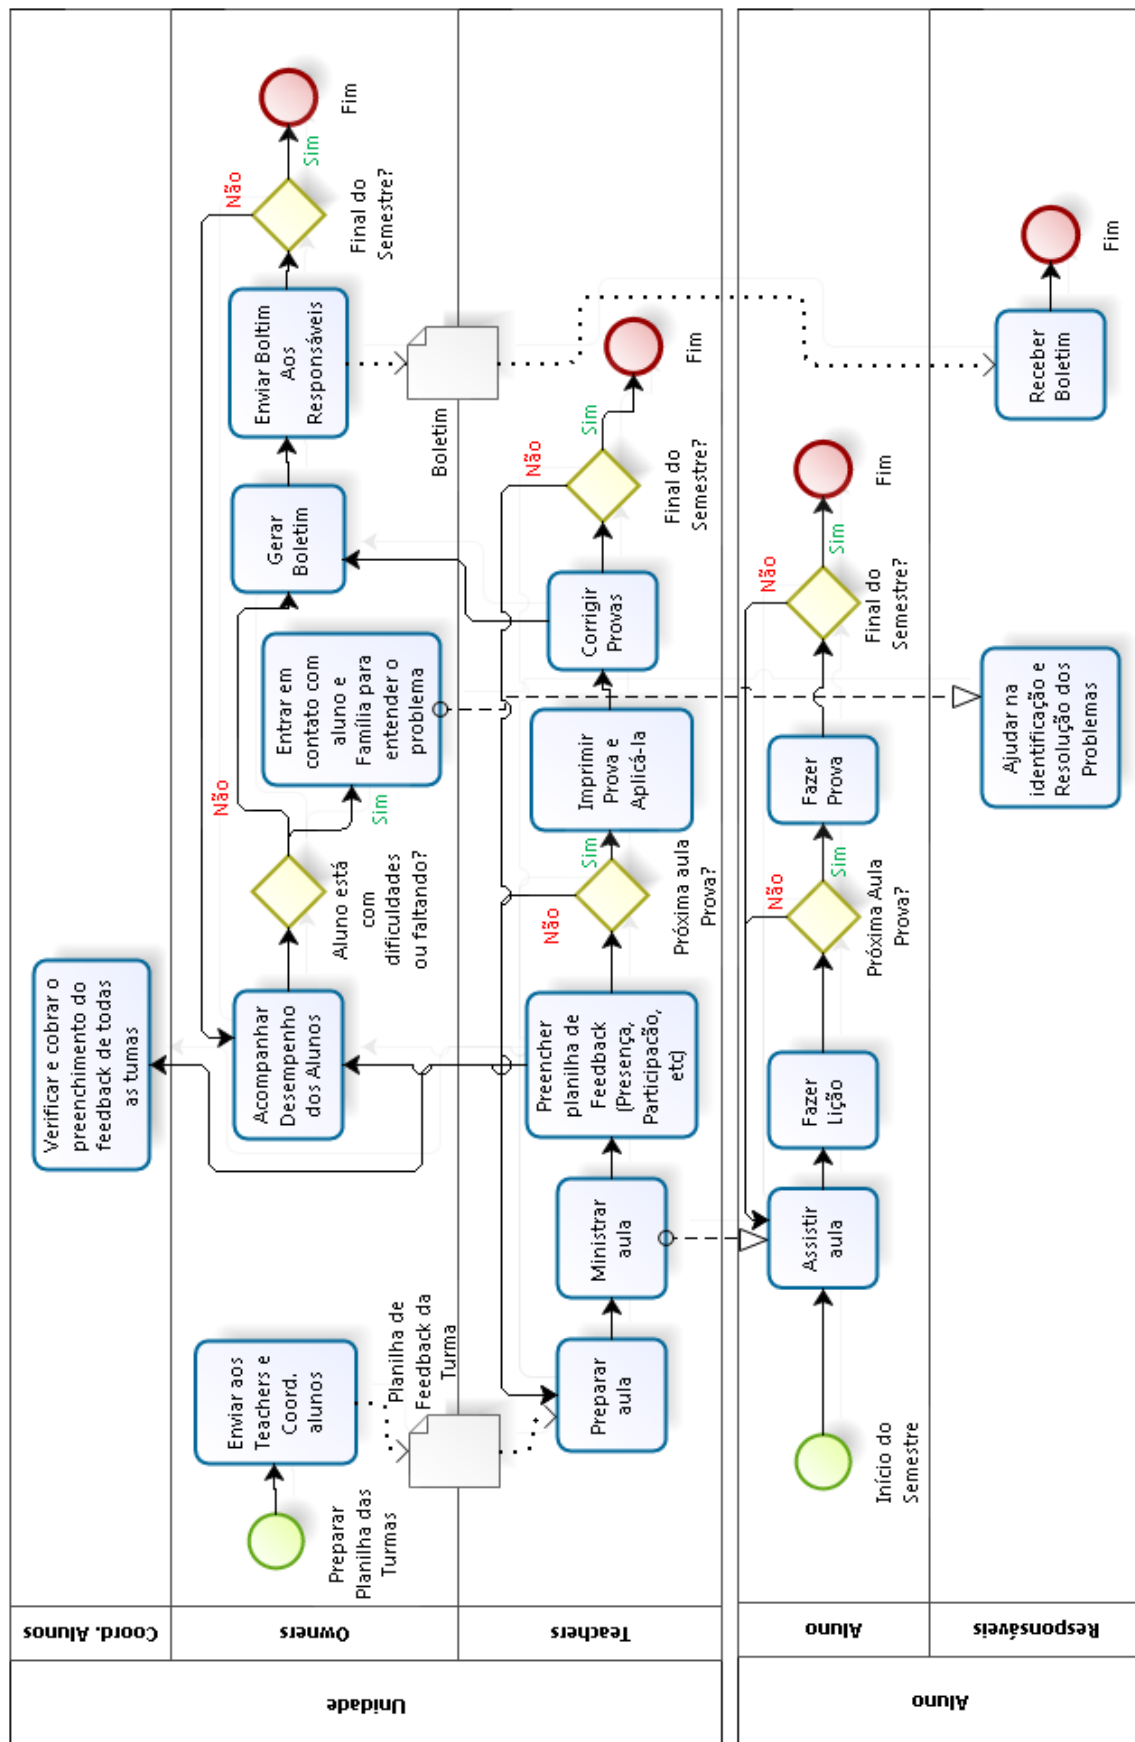 Unidade
Coord. Alunos
Verificar e cobrar o
preenchimento do
feedback de todas
as tumas
Owners
Preparar
Planilha das
Turmas
Enviar aos
Teachers e
Coord.
alunos
Planilha de
Feedback da
Turma
Acompanhar
Desempenho
dos Alunos
Aluno está
com
dificuldades
ou faltando?
Não
Sim
Entrar em
contato com
aluno e
Família para
entender o
problema
Gerar
Boletim
Enviar Boltim
Aos
Responsáveis
Boletim
Final do
Semestre?
Não
Sim
Fim
Teachers
Preparar
aula
Ministrar
aula
Preencher
planilha de
Feedback
(Presença,
Participação,
etc)
Próxima aula
Prova?
Não
Sim
Imprimir
Prova e
Aplicá-la
Corrigir
Provas
Final do
Semestre?
Não
Sim
Fim
Aluno
Aluno
Início do
Semestre
Assistir
aula
Fazer
Lição
Próxima Aula
Prova?
Não
Sim
Fazer
Prova
Final do
Semestre?
Não
Sim
Fim
Responsáveis
Ajudar na
identificação e
Resolução dos
Problemas
Receber
Boletim
Fim